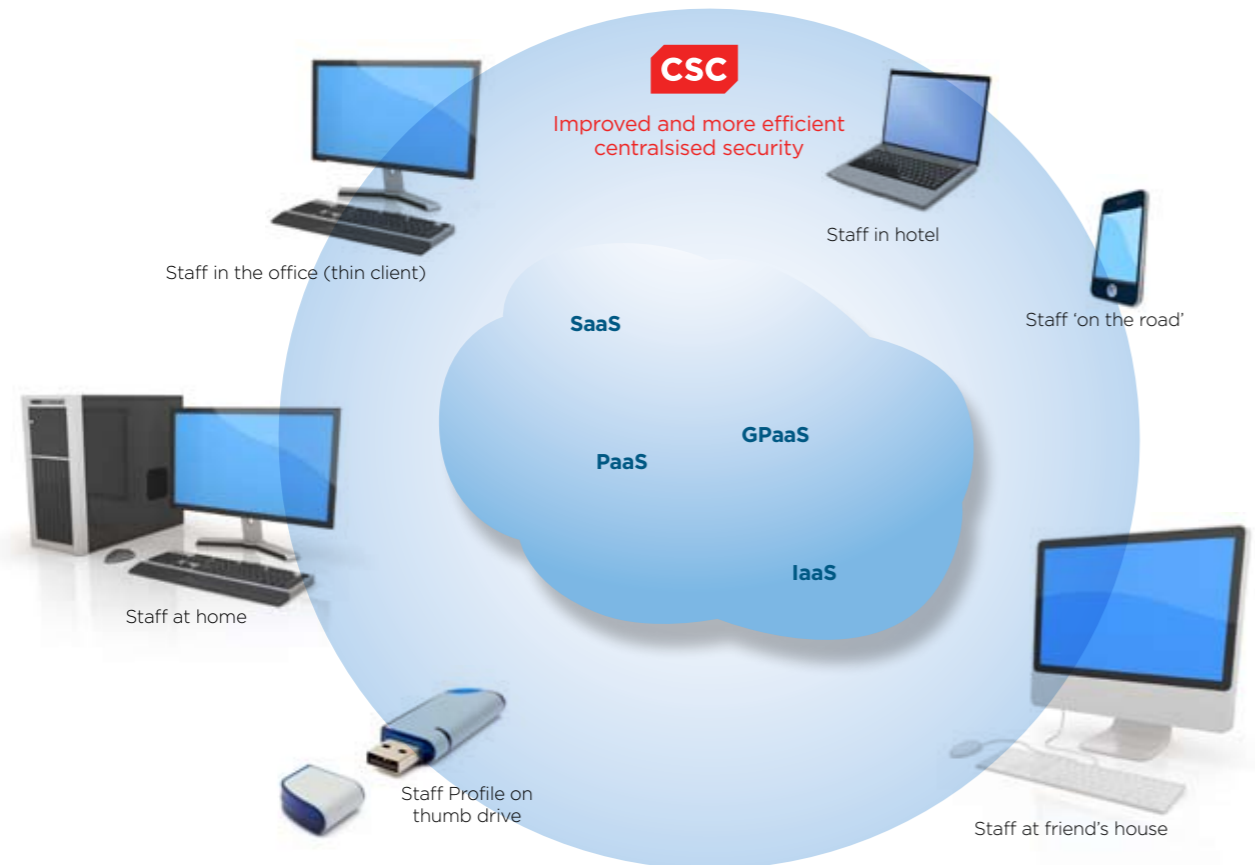 CSC
Improved and more efficient
centralsised security
Staff in the office (thin client)
Staff in hotel
Staff ‘on the road’
SaaS
GPaaS
PaaS
IaaS
Staff at home
Staff Profile on
thumb drive
Staff at friend’s house